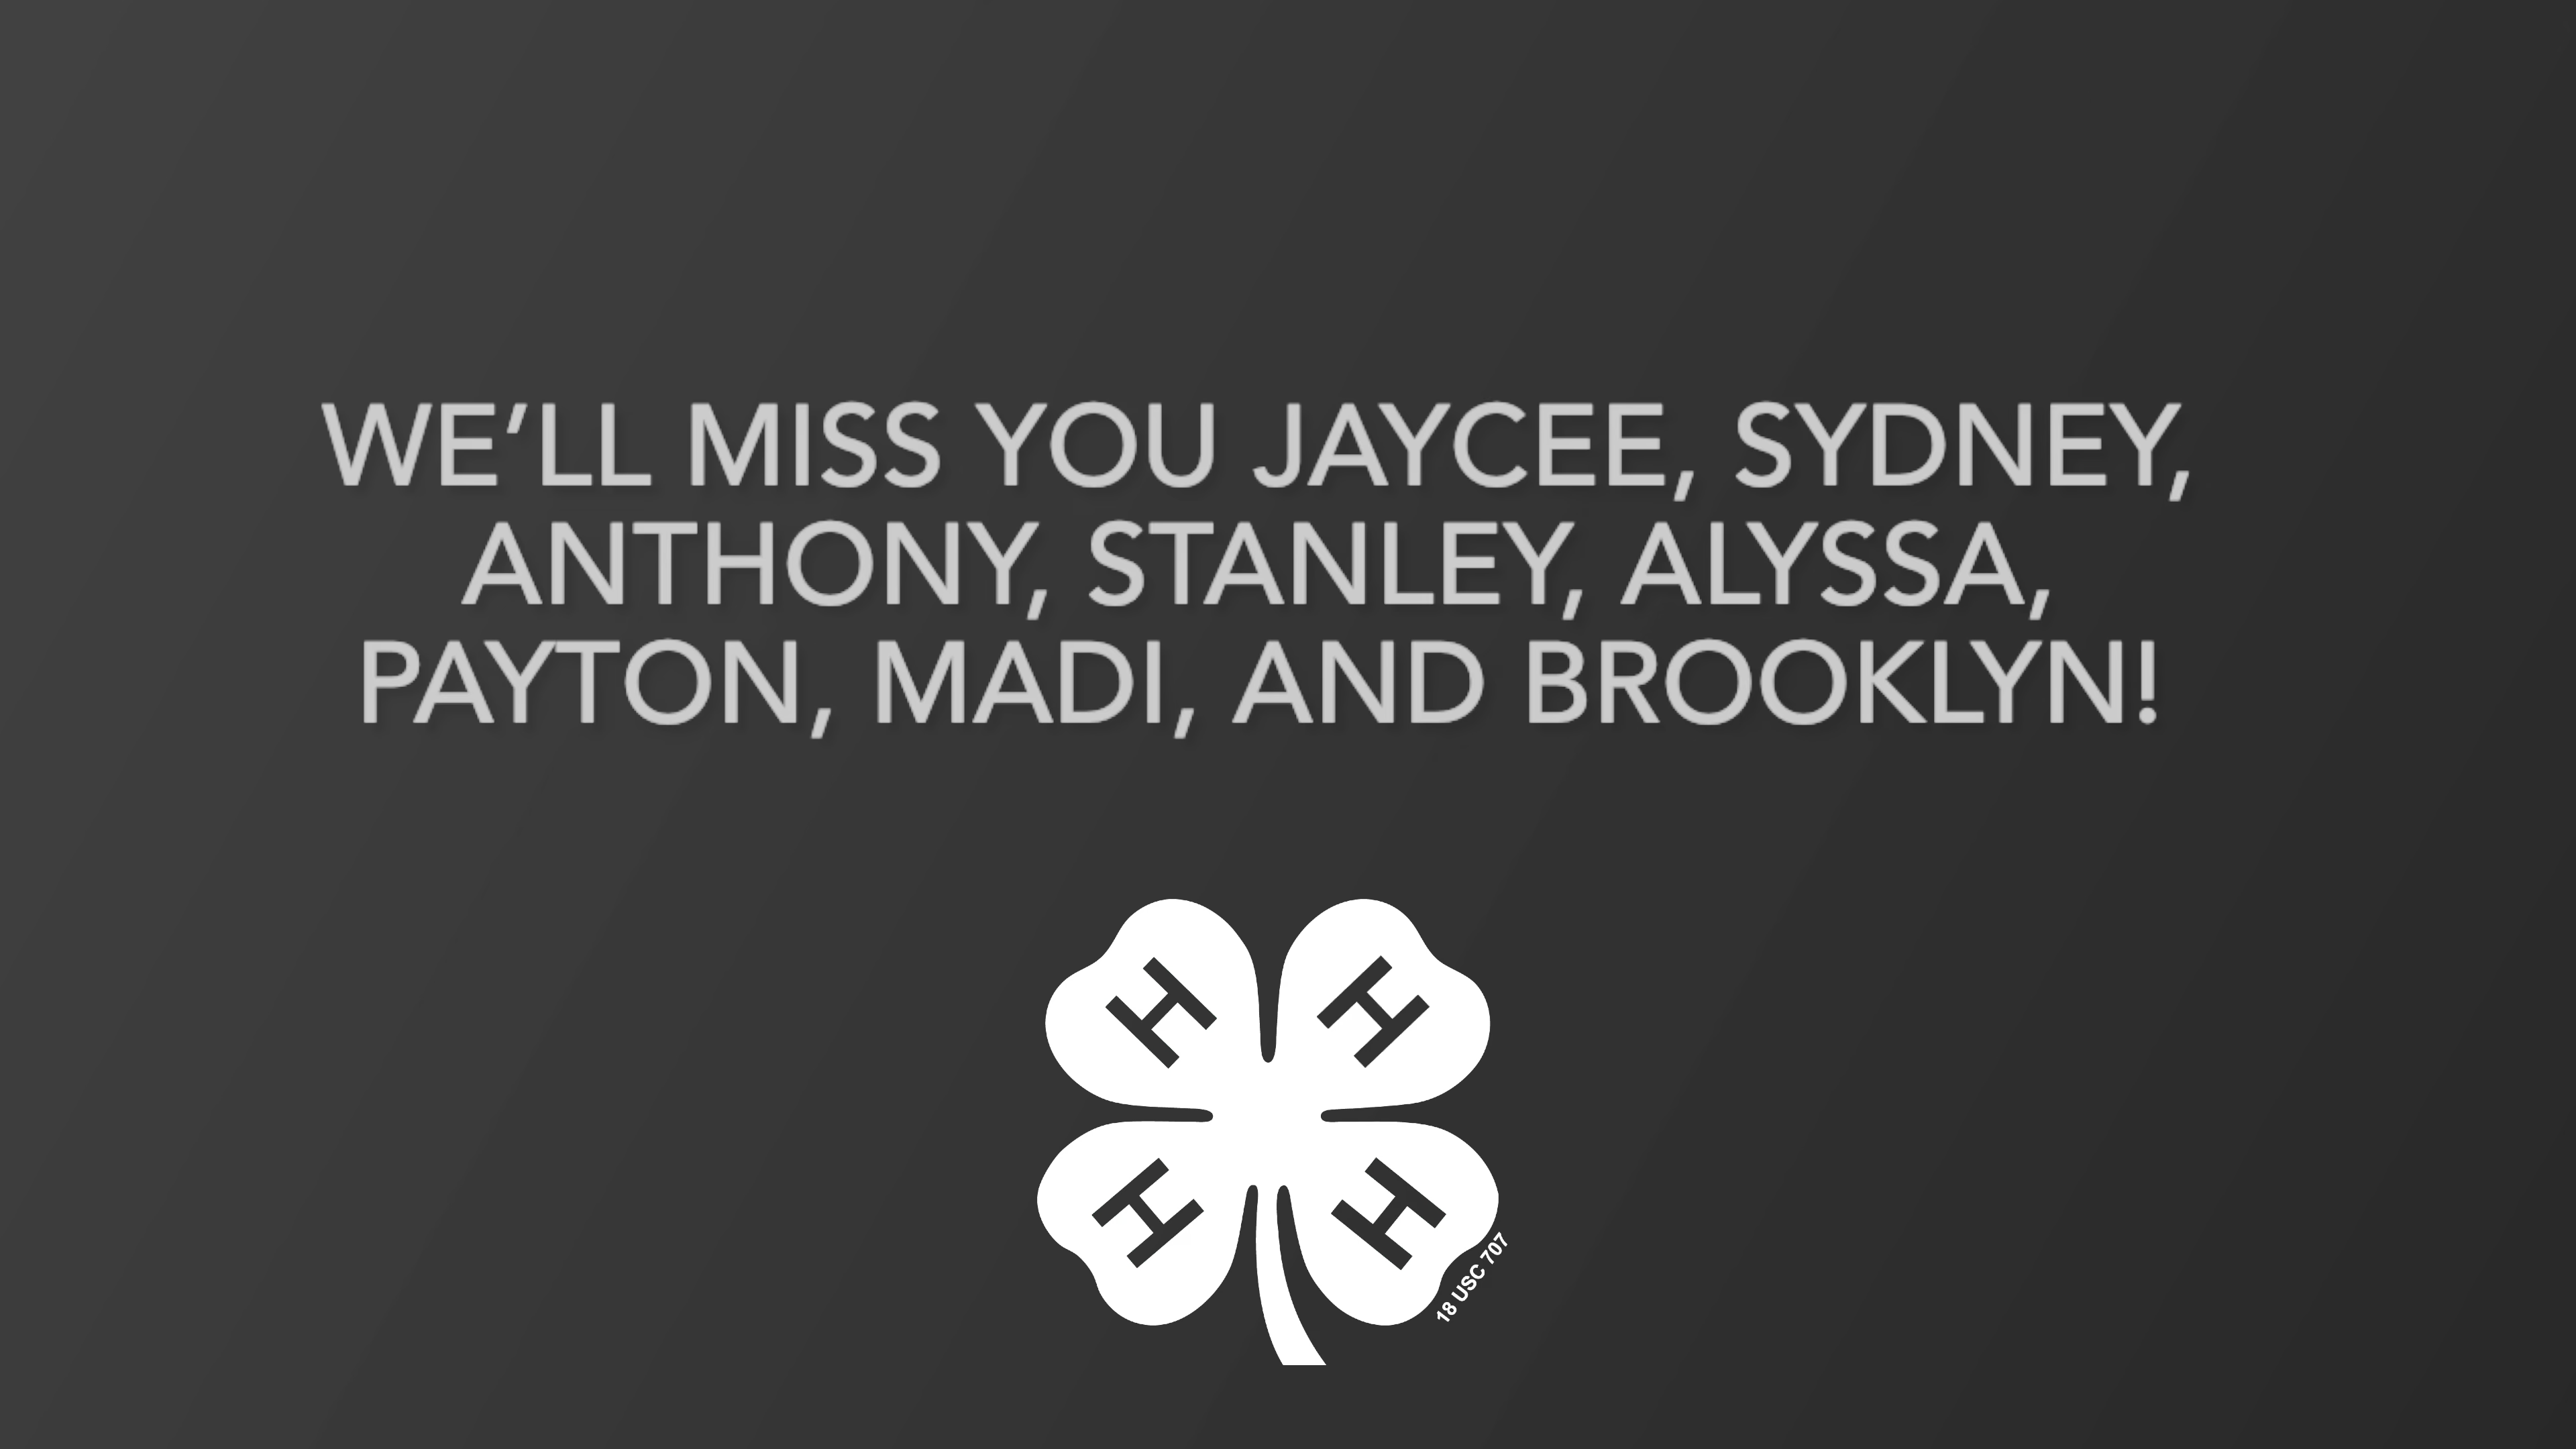 WE’LL MISS YOU JAYCEE, SYDNEY,
ANTHONY, STANLEY, ALYSSA,
PAYTON, MADI, AND BROOKLYN!
H H
H H
18 USC 707